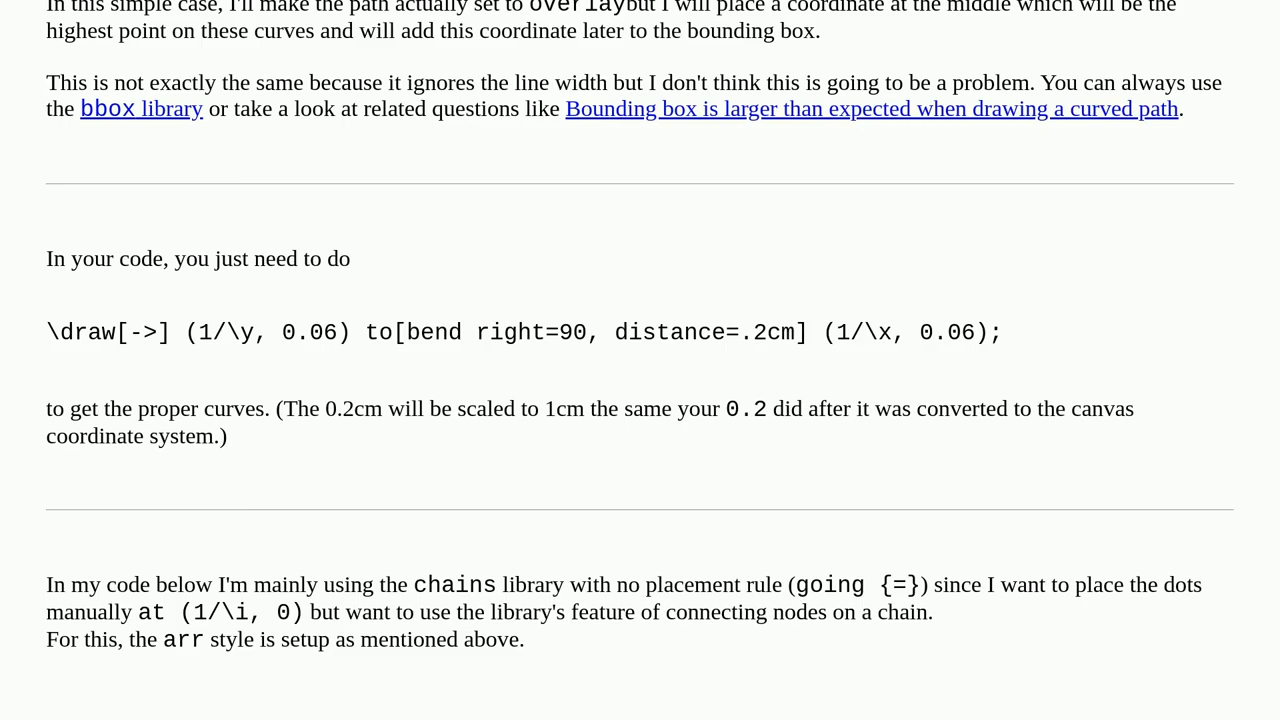 In this simple case, I'll make the path actually set to overlaybut I will place a coordinate at the middle which will be the
highest point on these curves and will add this coordinate later to the bounding box.
This is not exactly the same because it ignores the line width but I don't think this is going to be a problem. You can always use
the bbox library or take a look at related questions like Bounding box is larger than expected when drawing a curved path.
In your code, you just need to do
\draw[->] (1/\y, 0.06) to[bend right=90, distance=.2cm] (1/\x, 0.06);
to get the proper curves. (The 0.2cm will be scaled to 1cm the same your 0.2 did after it was converted to the canvas
coordinate system.)
In my code below I'm mainly using the chains library with no placement rule (going {=}) since I want to place the dots
manually at (1/\i, 0) but want to use the library's feature of connecting nodes on a chain.
For this, the arr style is setup as mentioned above.